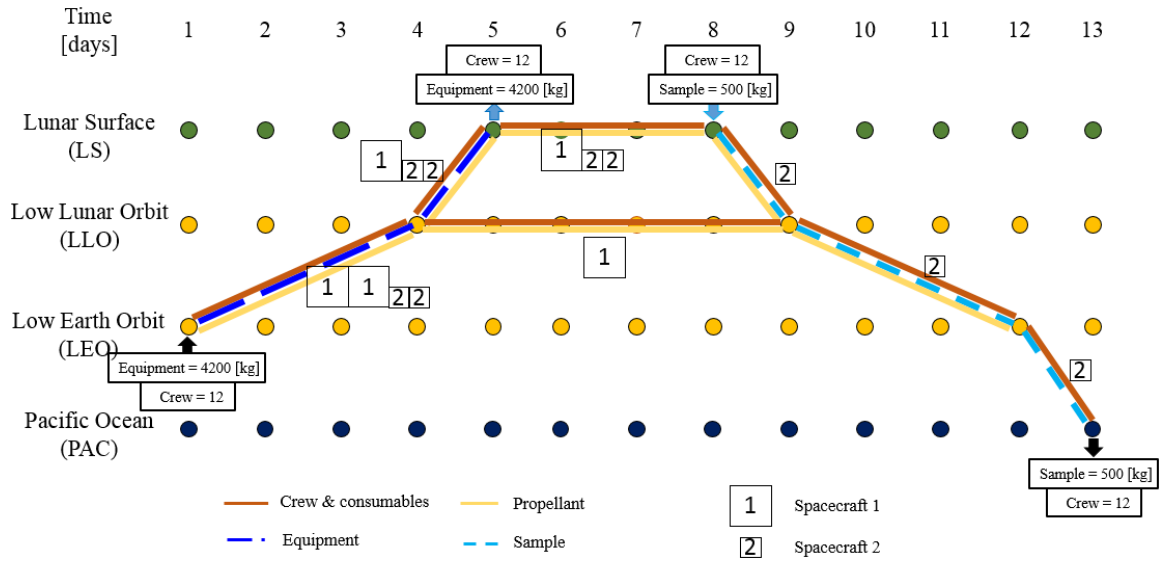 Time
[days]
1 2 3 4 5 6 7 8 9 10 11 12 13
Crew = 12
Equipment = 4200 [kg]
Crew = 12
Sample = 500 [kg]
Lunar Surface
(LS)
1 2 2
1 2 2
2
Low Lunar Orbit
(LLO)
1
2
1 1 2 2
Low Earth Orbit
(LEO)
Equipment = 4200 [kg]
Crew = 12
2
Pacific Ocean
(PAC)
Sample = 500 [kg]
Crew = 12
Crew & consumables
Propellant
1 Spacecraft 1
Equipment
Sample
2 Spacecraft 2